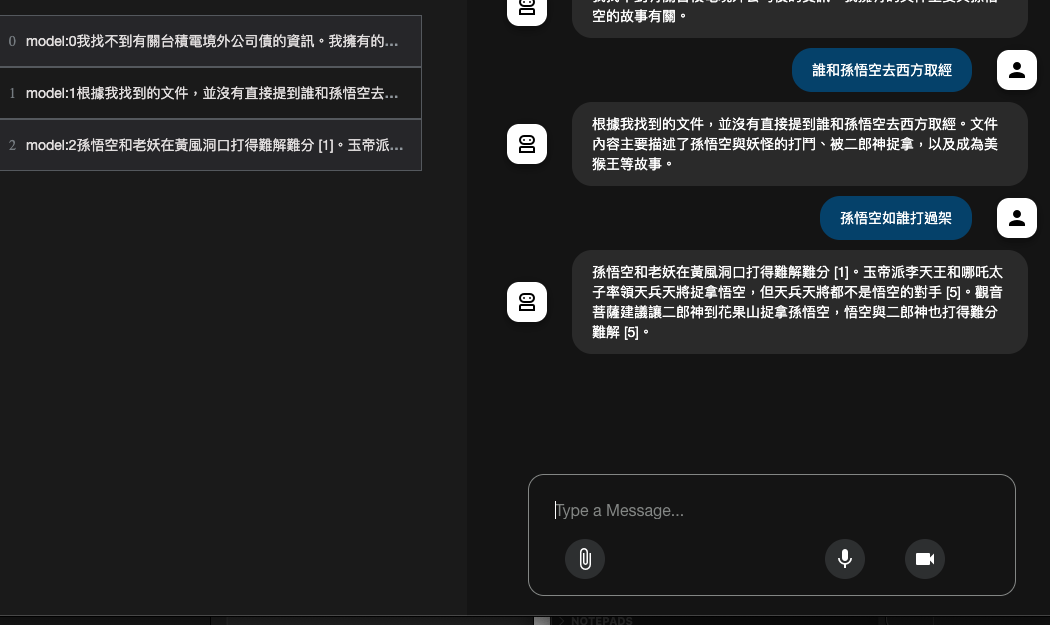 0 model:0我找不到有關台積電境外公司債的資訊。我擁有的...
1 model:1根據我找到的文件，並沒有直接提到誰和孫悟空去...
2 model:2孫悟空和老妖在黃風洞口打得難解難分 [1]。玉帝派...
空的故事有關。
誰和孫悟空去西方取經
根據我找到的文件，並沒有直接提到誰和孫悟空去西方取經。文件
內容主要描述了孫悟空與妖怪的打鬥、被二郎神捉拿，以及成為美
猴王等故事。
孫悟空如誰打過架
孫悟空和老妖在黃風洞口打得難解難分 [1]。玉帝派李天王和哪吒太
子率領天兵天將捉拿悟空，但天兵天將都不是悟空的對手 [5]。觀音
菩薩建議讓二郎神到花果山捉拿孫悟空，悟空與二郎神也打得難分
難解 [5]。
Type a Message...
NOTEPADS